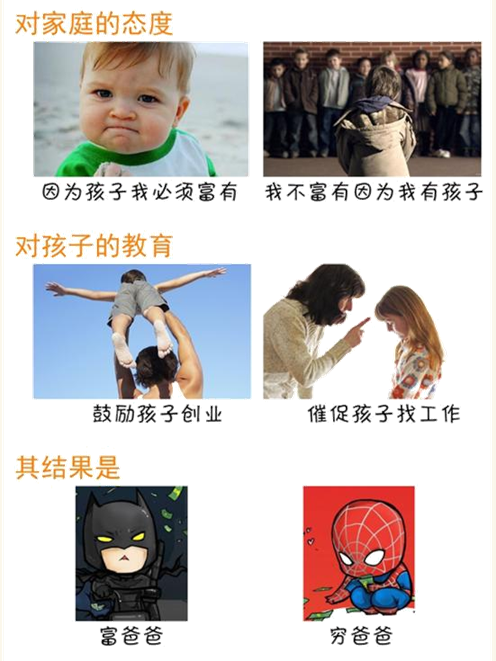 对家庭的态度
因为孩子我必须富有
我不富有因为我有孩子
对孩子的教育
鼓励孩子创业
催促孩子找工作
其结果是
富爸爸
穷爸爸